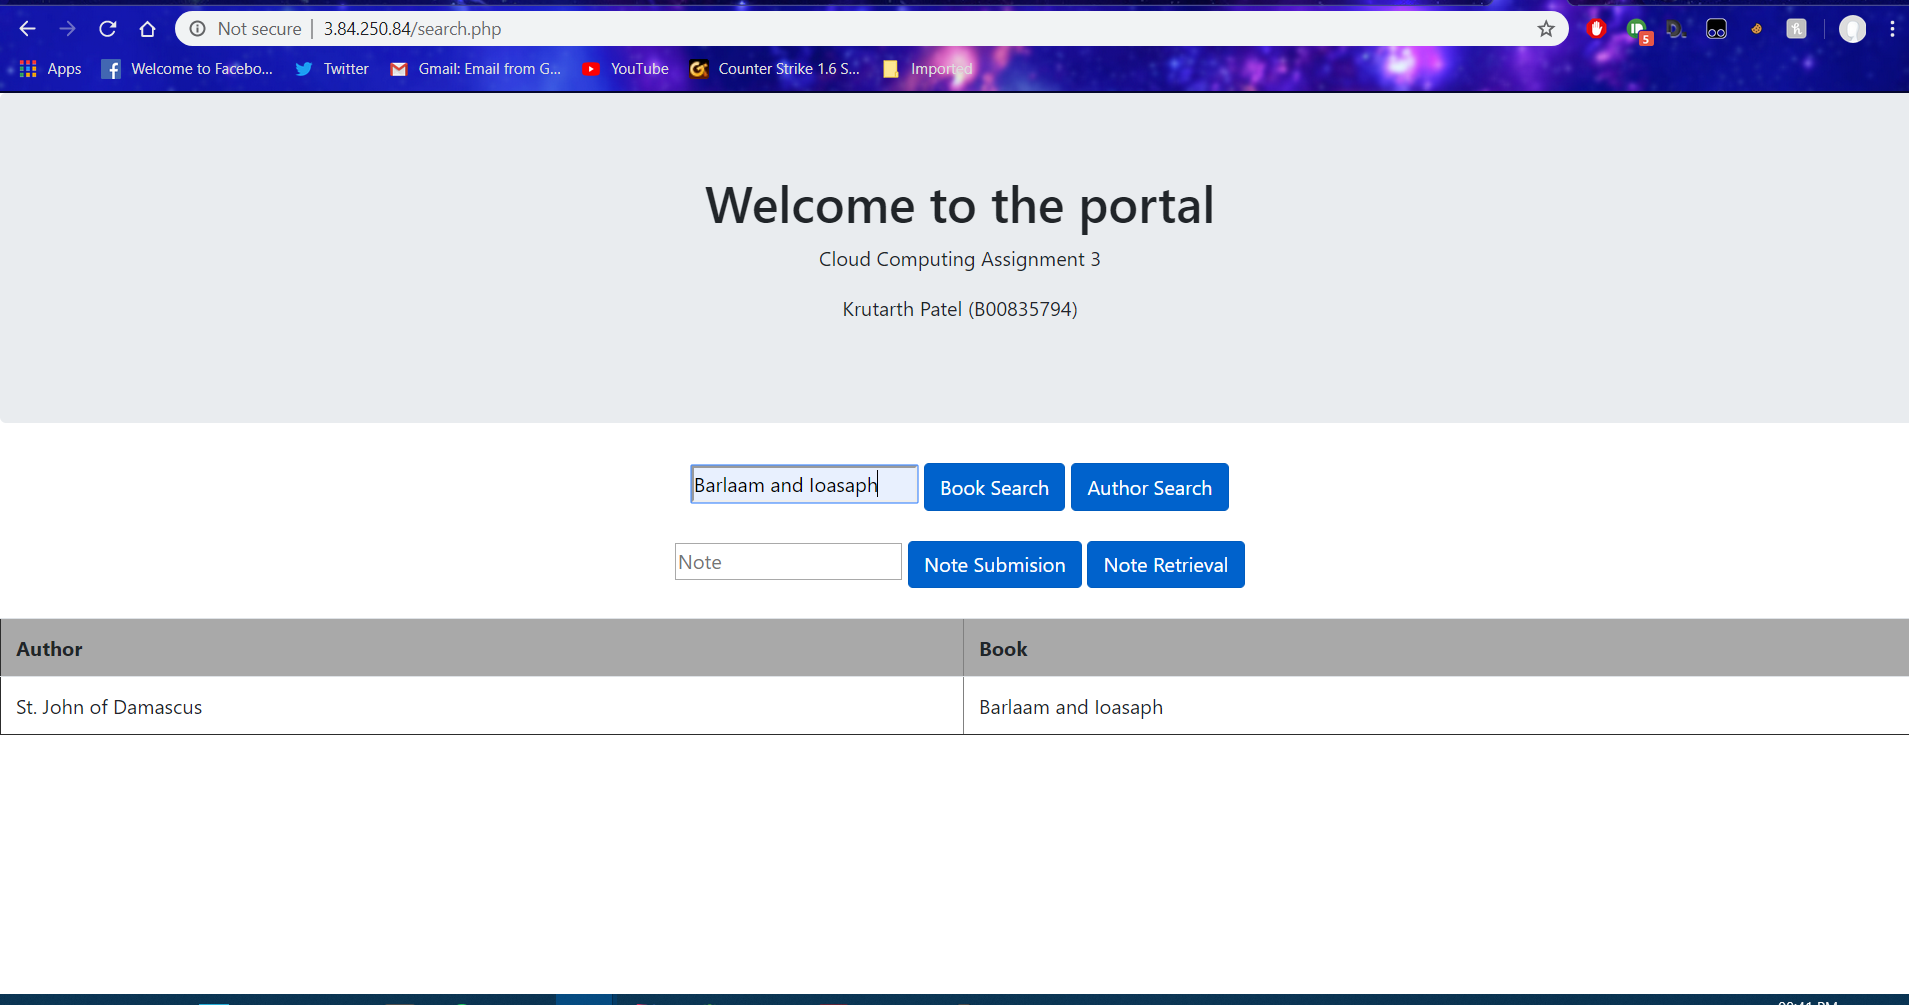 Not secure | 3.84.250.84/search.php
5
Apps Welcome to Facebo... Twitter Gmail: Email from G... YouTube Counter Strike 1.6 S... Imported
Welcome to the portal
Cloud Computing Assignment 3
Krutarth Patel (B00835794)
Barlaam and Ioasaph Book Search Author Search
Note Note Submision Note Retrieval
Author Book
St. John of Damascus Barlaam and Ioasaph